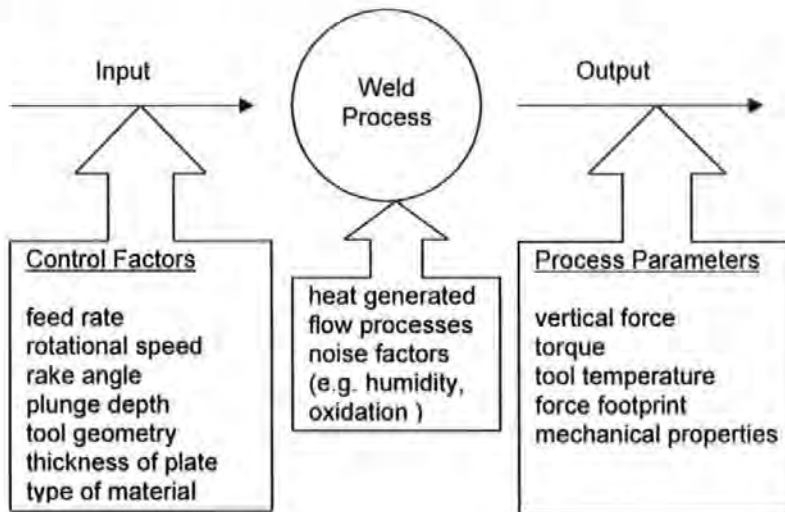 Input
Weld
Process
Output
Control Factors
feed rate
rotational speed
rake angle
plunge depth
tool geometry
thickness of plate
type of material
heat generated
flow processes
noise factors
(e.g. humidity,
oxidation )
Process Parameters
vertical force
torque
tool temperature
force footprint
mechanical properties